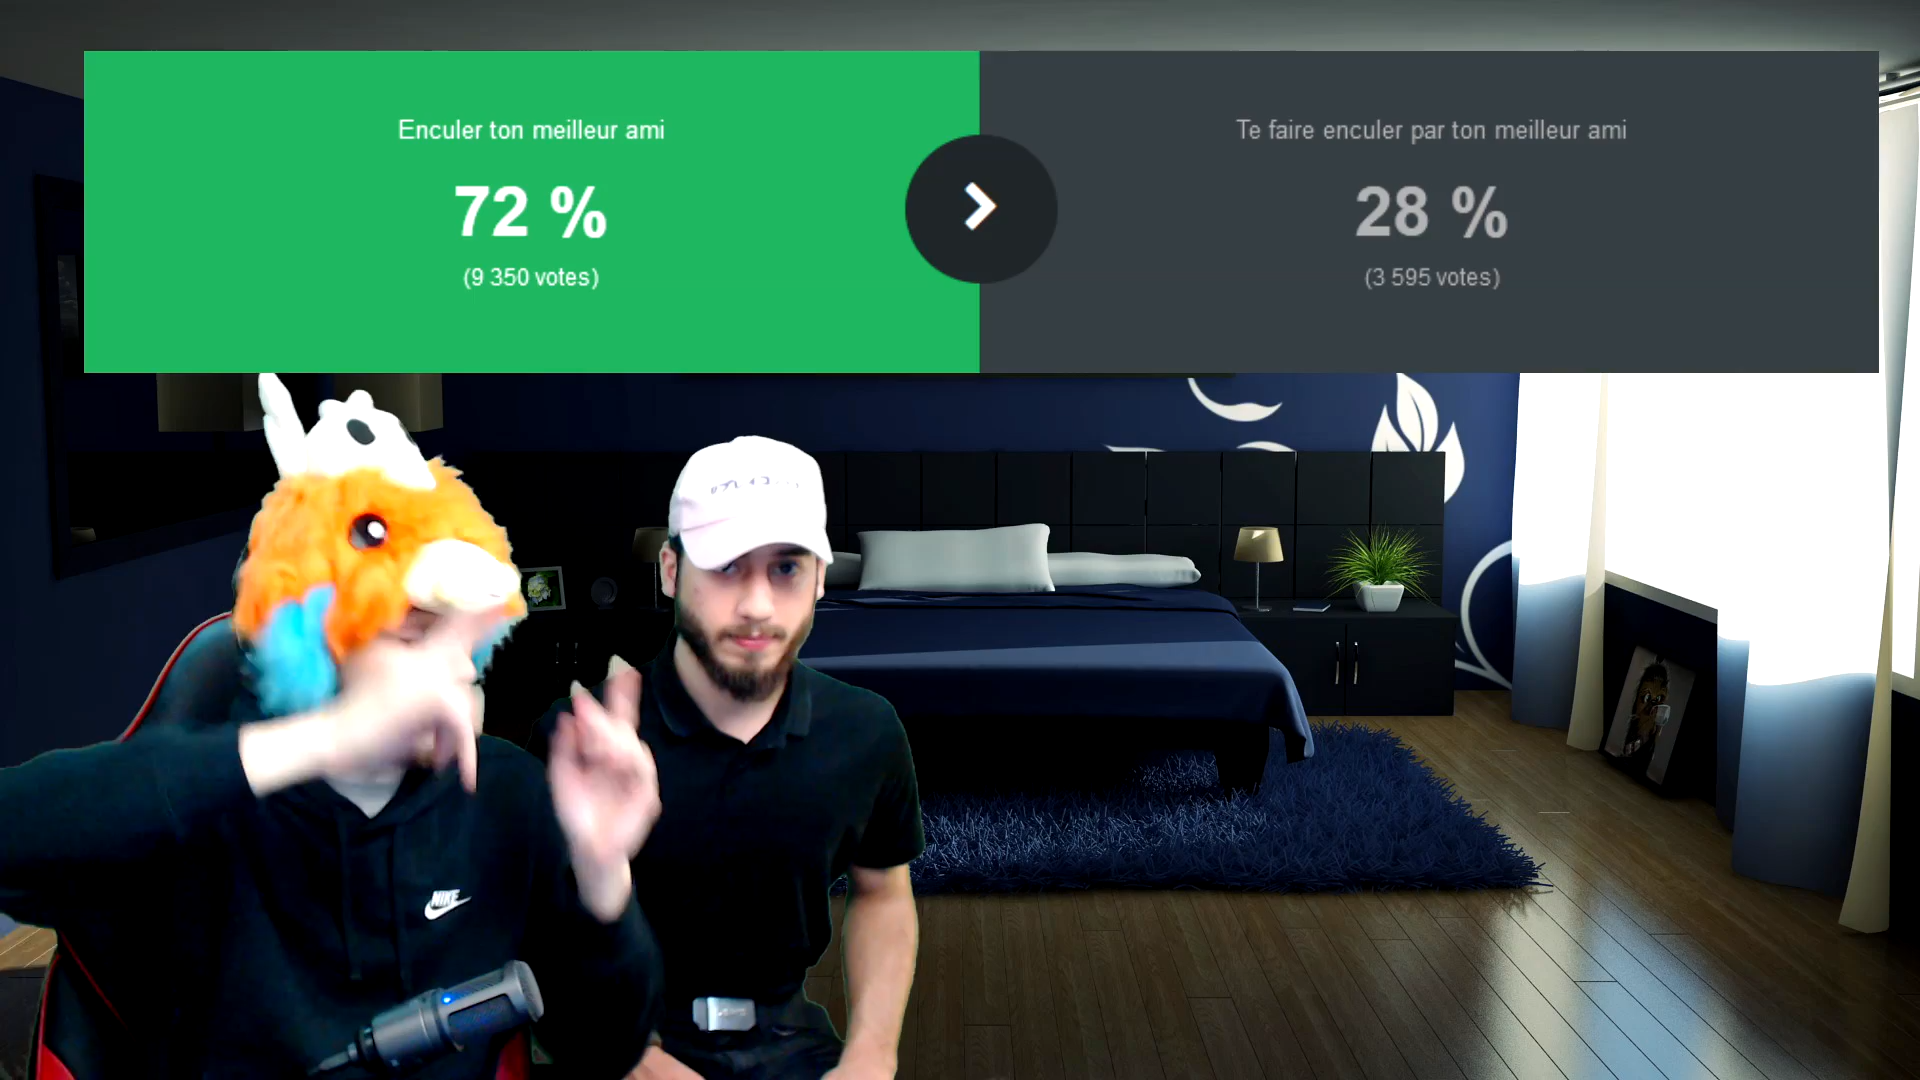 Enculer ton meilleur ami
72 %
(9 350 votes)
Te faire enculer par ton meilleur ami
28 %
(3 595 votes)
NIKE